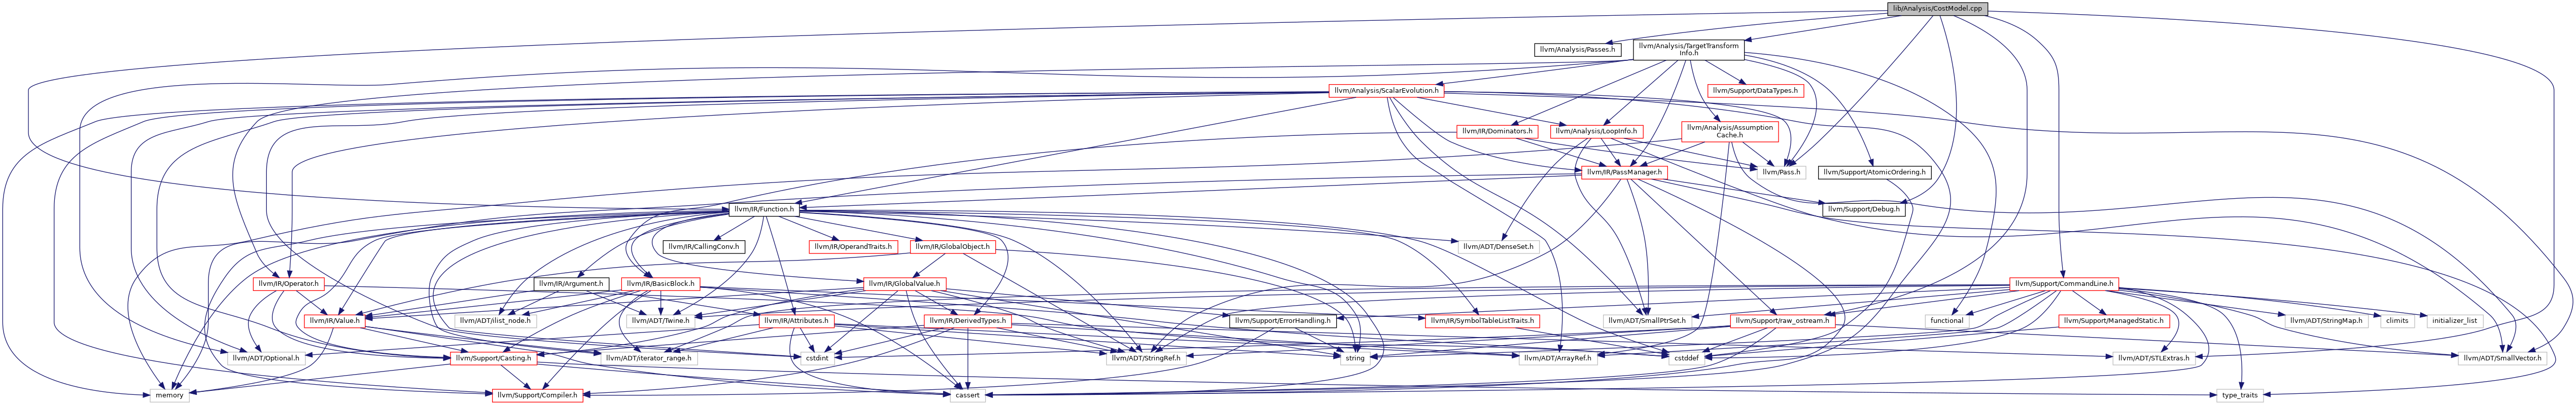 lib/Analysis/CostModel.cpp
llvm/Analysis/Passes.h
llvm/Analysis/TargetTransform
Info.h
llvm/Analysis/ScalarEvolution.h
llvm/Support/DataTypes.h
llvm/IR/Dominators.h
llvm/Analysis/LoopInfo.h
llvm/Analysis/Assumption
Cache.h
llvm/IR/PassManager.h
llvm/Pass.h
llvm/Support/AtomicOrdering.h
llvm/IR/Function.h
llvm/Support/Debug.h
llvm/IR/CallingConv.h
llvm/IR/OperandTraits.h
llvm/IR/GlobalObject.h
llvm/ADT/DenseSet.h
llvm/IR/Operator.h
llvm/IR/Argument.h
llvm/IR/BasicBlock.h
llvm/IR/GlobalValue.h
llvm/Support/CommandLine.h
llvm/IR/Value.h
llvm/ADT/ilist_node.h
llvm/ADT/Twine.h
llvm/IR/Attributes.h
llvm/IR/DerivedTypes.h
llvm/Support/ErrorHandling.h
llvm/IR/SymbolTableListTraits.h
llvm/ADT/SmallPtrSet.h
llvm/Support/raw_ostream.h
functional
llvm/Support/ManagedStatic.h
llvm/ADT/StringMap.h
climits
initializer_list
llvm/ADT/Optional.h
llvm/Support/Casting.h
llvm/ADT/iterator_range.h
cstdint
llvm/ADT/StringRef.h
string
llvm/ADT/ArrayRef.h
cstddef
llvm/ADT/STLExtras.h
llvm/ADT/SmallVector.h
memory
llvm/Support/Compiler.h
cassert
type_traits